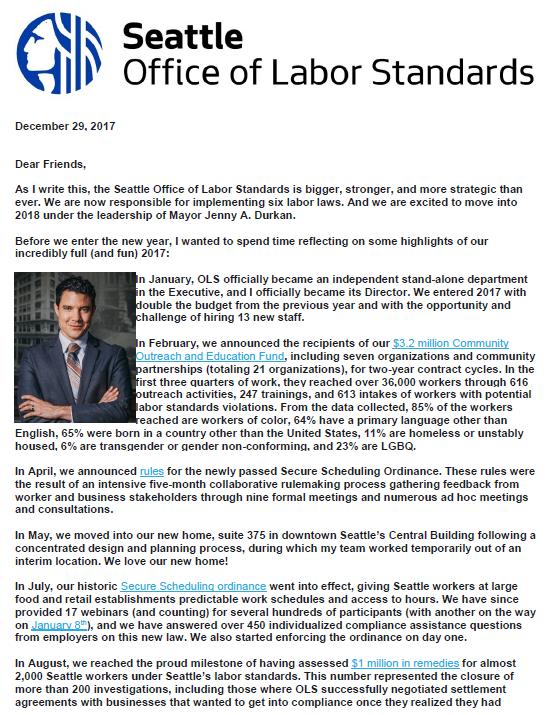 Seattle
Office of Labor Standards
December 29, 2017
Dear Friends,
As I write this, the Seattle Office of Labor Standards is bigger, stronger, and more strategic than
ever. We are now responsible for implementing six labor laws. And we are excited to move into
2018 under the leadership of Mayor Jenny A. Durkan.
Before we enter the new year, I wanted to spend time reflecting on some highlights of our
incredibly full (and fun) 2017:
In January, OLS officially became an independent stand-alone department
in the Executive, and I officially became its Director. We entered 2017 with
double the budget from the previous year and with the opportunity and
challenge of hiring 13 new staff.
In February, we announced the recipients of our $3.2 million Community
Outreach and Education Fund, including seven organizations and community
partnerships (totaling 21 organizations), for two-year contract cycles. In the
first three quarters of work, they reached over 36,000 workers through 616
outreach activities, 247 trainings, and 613 intakes of workers with potential
labor standards violations. From the data collected, 85% of the workers
reached are workers of color, 64% have a primary language other than
English, 65% were born in a country other than the United States, 11% are homeless or unstably
housed, 6% are transgender or gender non-conforming, and 23% are LGBQ.
In April, we announced rules for the newly passed Secure Scheduling Ordinance. These rules were
the result of an intensive five-month collaborative rulemaking process gathering feedback from
worker and business stakeholders through nine formal meetings and numerous ad hoc meetings
and consultations.
In May, we moved into our new home, suite 375 in downtown Seattle's Central Building following a
concentrated design and planning process, during which my team worked temporarily out of an
interim location. We love our new home!
In July, our historic Secure Scheduling ordinance went into effect, giving Seattle workers at large
food and retail establishments predictable work schedules and access to hours. We have since
provided 17 webinars (and counting) for several hundreds of participants (with another on the way
on January 8th), and we have answered over 450 individualized compliance assistance questions
from employers on this new law. We also started enforcing the ordinance on day one.
In August, we reached the proud milestone of having assessed $1 million in remedies for almost
2,000 Seattle workers under Seattle's labor standards. This number represented the closure of
more than 200 investigations, including those where OLS successfully negotiated settlement
agreements with businesses that wanted to get into compliance once they realized they had